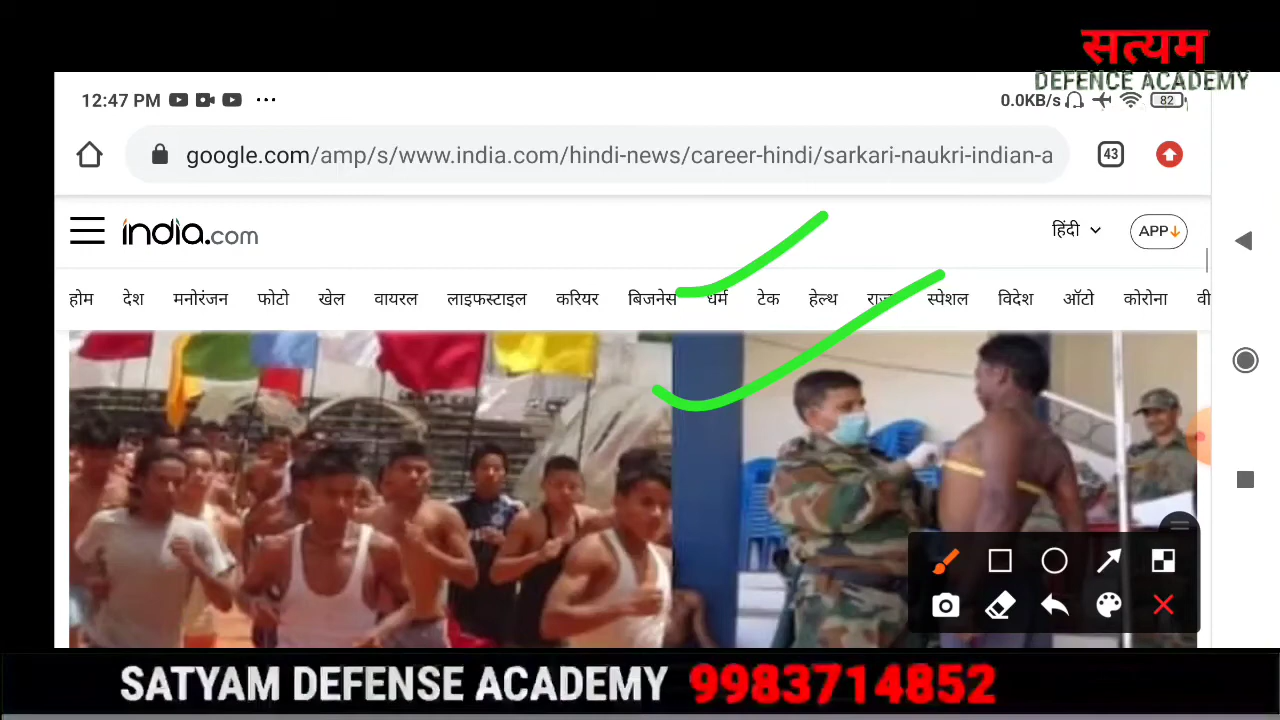 सत्यम
DEFENCE ACADEMY
12:47 PM
0.0KB/s 82
google.com/amp/s/www.india.com/hindi-news/career-hindi/sarkari-naukri-indian-a 43
india.com हिंदी APP
होम देश मनोरंजन फोटो खेल वायरल लाइफस्टाइल करियर बिजनेस धर्म टेक हेल्थ स्पेशल विदेश ऑटो कोरोना वी
SATYAM DEFENSE ACADEMY 9983714852